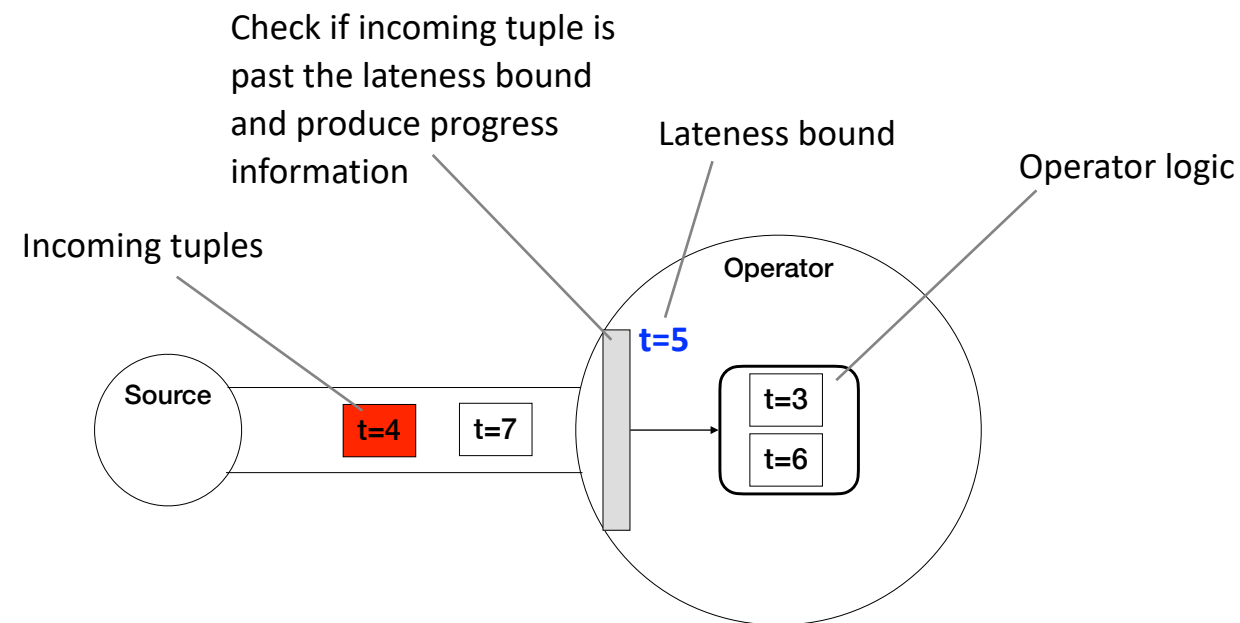 Check if incoming tuple is
past the lateness bound
and produce progress
information
Lateness bound
Operator logic
Incoming tuples
Operator
t=5
Source
t=4
t=7
t=3
t=6